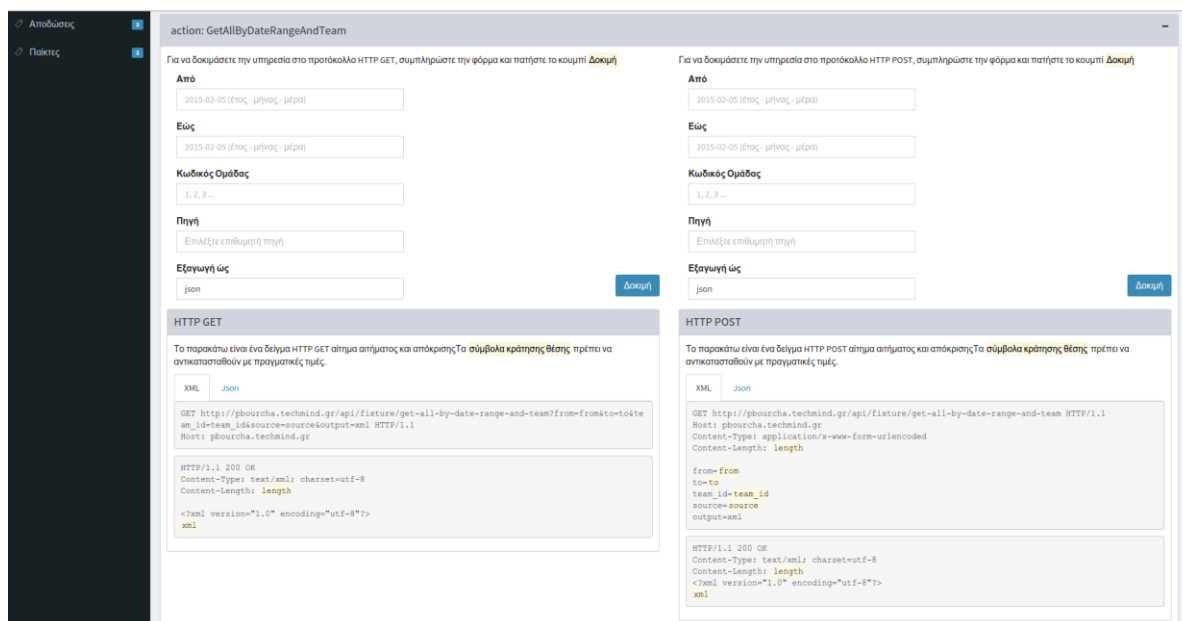 Αποδώσεις 3
Παίκτες 3
action: GetAllByDateRangeAndTeam −
Για να δοκιμάσετε την υπηρεσία στο πρωτόκολλο HTTP GET, συμπληρώστε την φόρμα και πατήστε το κουμπί Δοκιμή
Από
2015-02-05 (έτος - μήνας - μέρα)
Εώς
2015-02-05 (έτος - μήνας - μέρα)
Κωδικός Ομάδας
1, 2, 3 ...
Πηγή
Επιλέξτε επιθυμητή πηγή
Εξαγωγή ώς
json
Δοκιμή
HTTP GET
Το παρακάτω είναι ένα δείγμα HTTP GET αίτημα αιτήματος και απόκρισηςΤα σύμβολα κράτησης θέσης πρέπει να
αντικατασταθούν με πραγματικές τιμές.
XML Json
GET http://pbourcha.techmind.gr/api/fixture/get-all-by-date-range-and-team?from=from&to=to&te
am_id=team_id&source=source&output=xml HTTP/1.1
Host: pbourcha.techmind.gr
HTTP/1.1 200 OK
Content-Type: text/xml; charset=utf-8
Content-Length: length
<?xml version="1.0" encoding="utf-8"?>
xml
Για να δοκιμάσετε την υπηρεσία στο πρωτόκολλο HTTP POST, συμπληρώστε την φόρμα και πατήστε το κουμπί Δοκιμή
Από
2015-02-05 (έτος - μήνας - μέρα)
Εώς
2015-02-05 (έτος - μήνας - μέρα)
Κωδικός Ομάδας
1, 2, 3 ...
Πηγή
Επιλέξτε επιθυμητή πηγή
Εξαγωγή ώς
json
Δοκιμή
HTTP POST
Το παρακάτω είναι ένα δείγμα HTTP POST αίτημα αιτήματος και απόκρισηςΤα σύμβολα κράτησης θέσης πρέπει να
αντικατασταθούν με πραγματικές τιμές.
XML Json
GET http://pbourcha.techmind.gr/api/fixture/get-all-by-date-range-and-team HTTP/1.1
Host: pbourcha.techmind.gr
Content-Type: application/x-www-form-urlencoded
Content-Length: length
from=from
to=to
team_id=team_id
source=source
output=xml
HTTP/1.1 200 OK
Content-Type: text/xml; charset=utf-8
Content-Length: length
<?xml version="1.0" encoding="utf-8"?>
xml